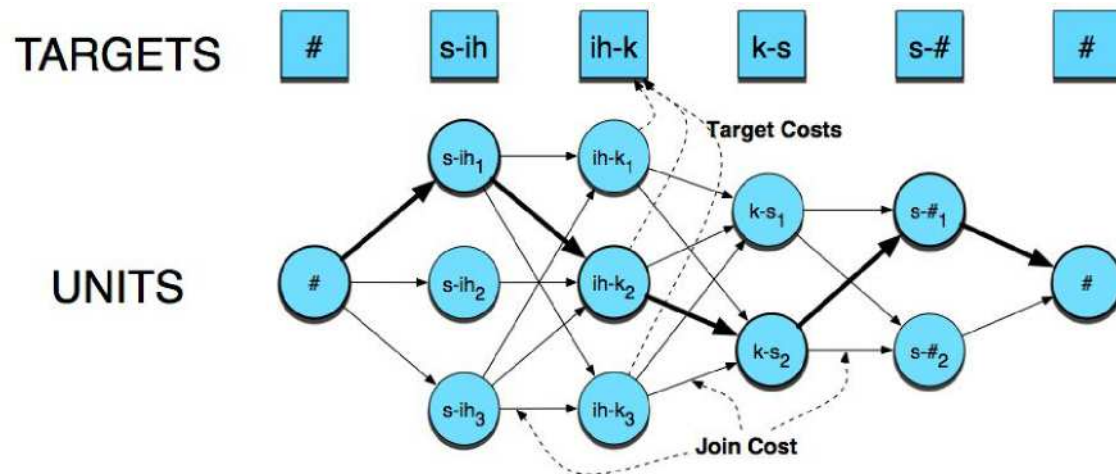 TARGETS # s-ih ih-k k-s s-# #
Target Costs
s-ih1 ih-k1
k-s1 s-#1
UNITS # s-ih2 ih-k2 #
k-s2 s-#2
s-ih3 ih-k3
Join Cost